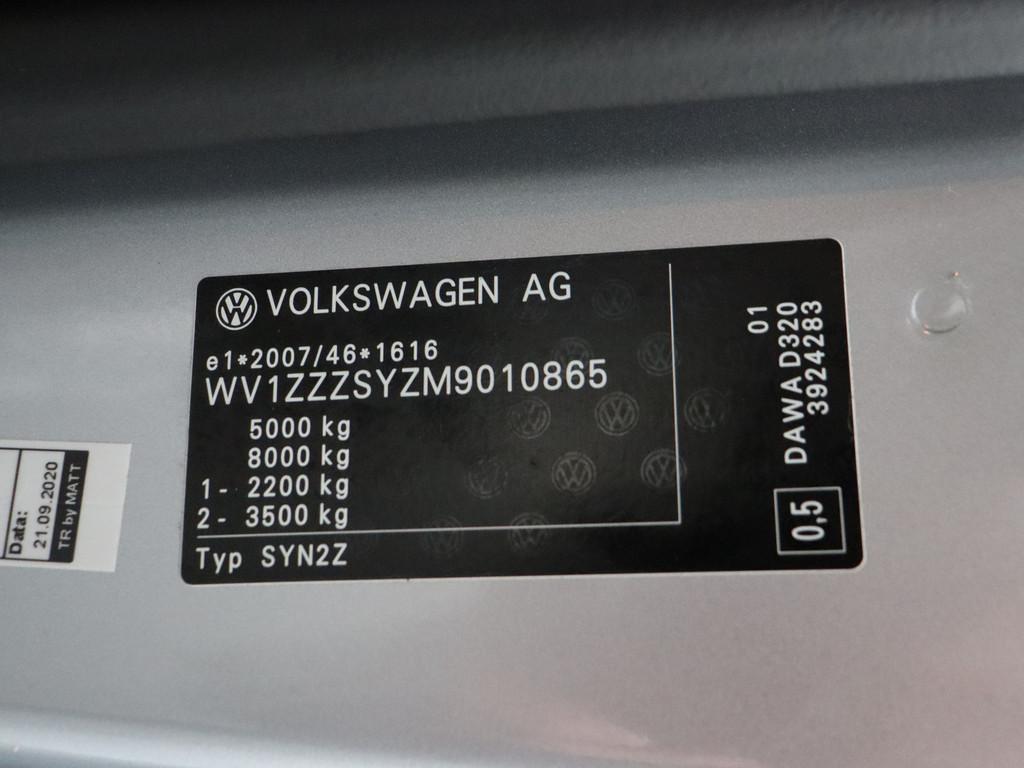 VOLKSWAGEN AG
e1*2007/46*1616
WV1ZZZSYZM9010865
5000 kg
8000 kg
1- 2200 kg
2- 3500 kg
Typ SYN2Z
01
DAWA D320
3924283
0,5
Data:
21.09.2020
TR by MATT